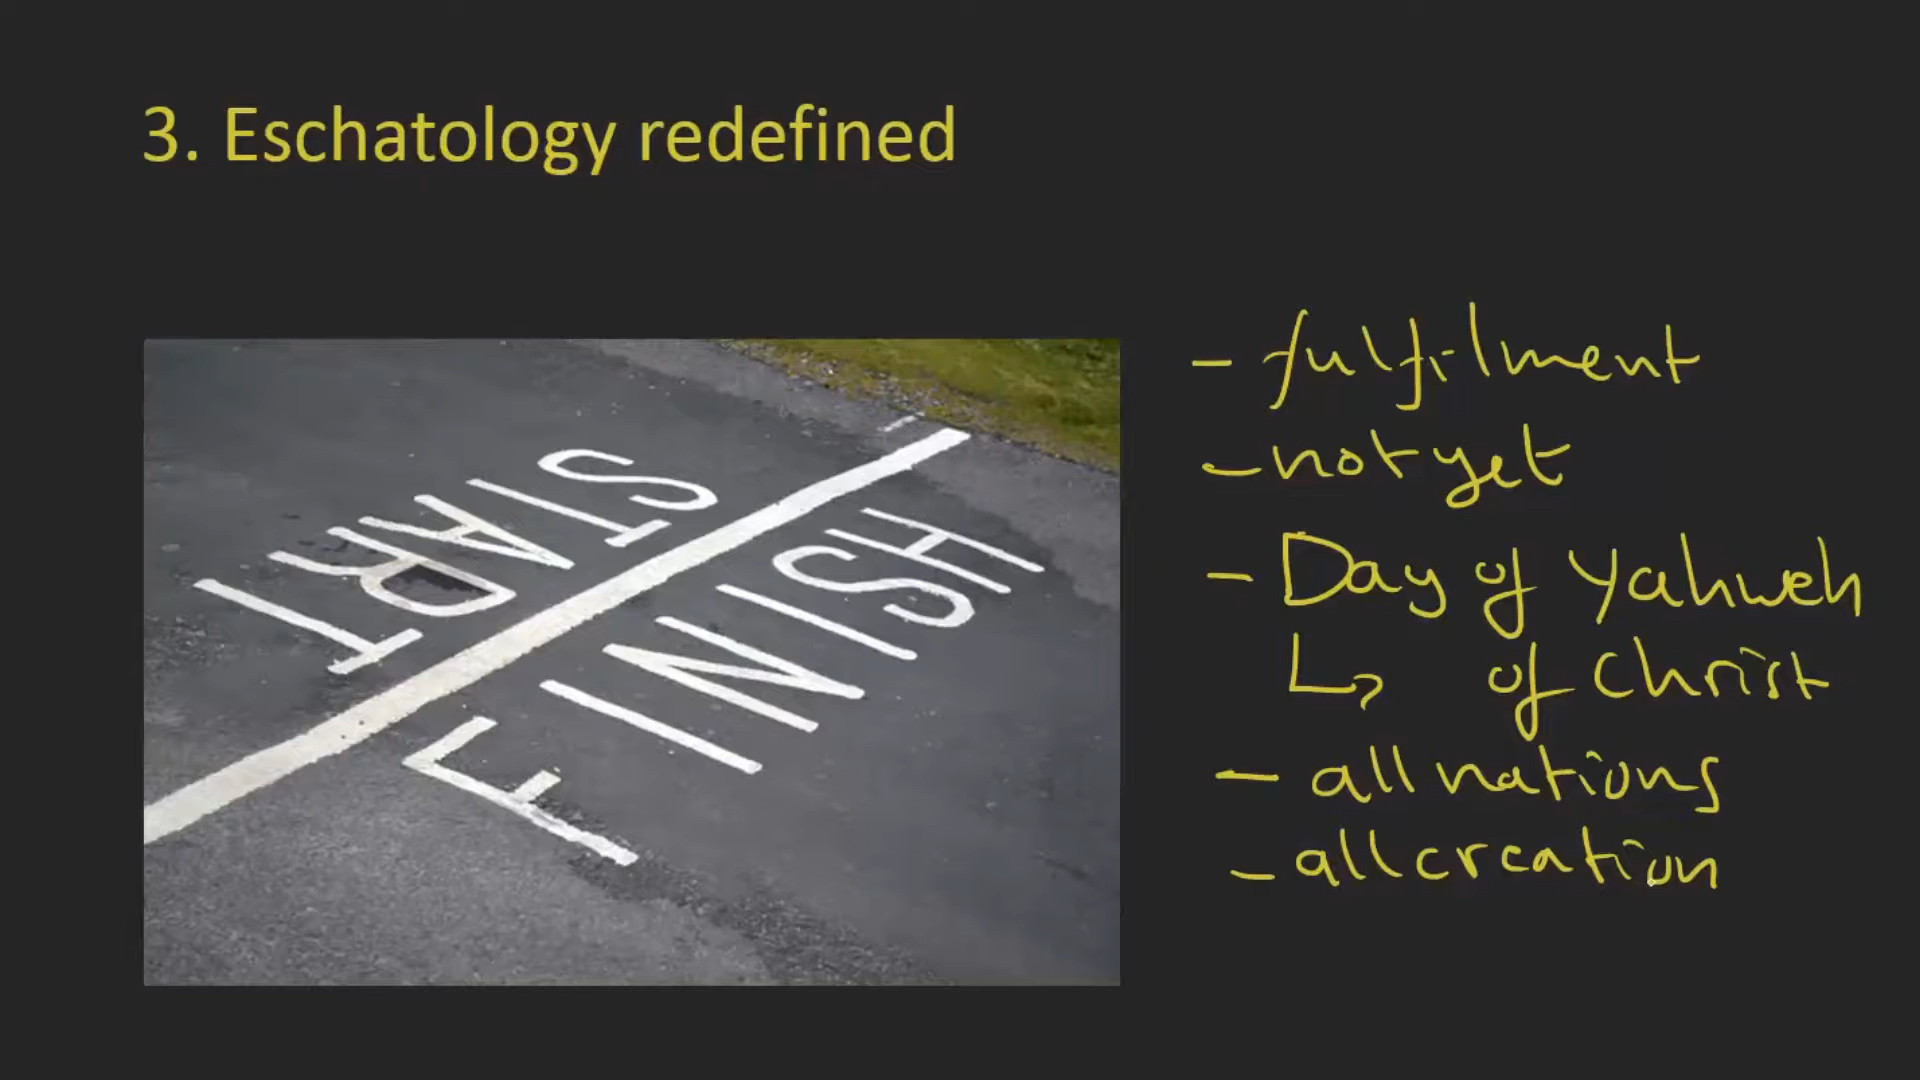 3. Eschatology redefined
START
FINISH
- fulfilment
- not yet
- Day of Yahweh
↳ of Christ
- all nations
- all creation